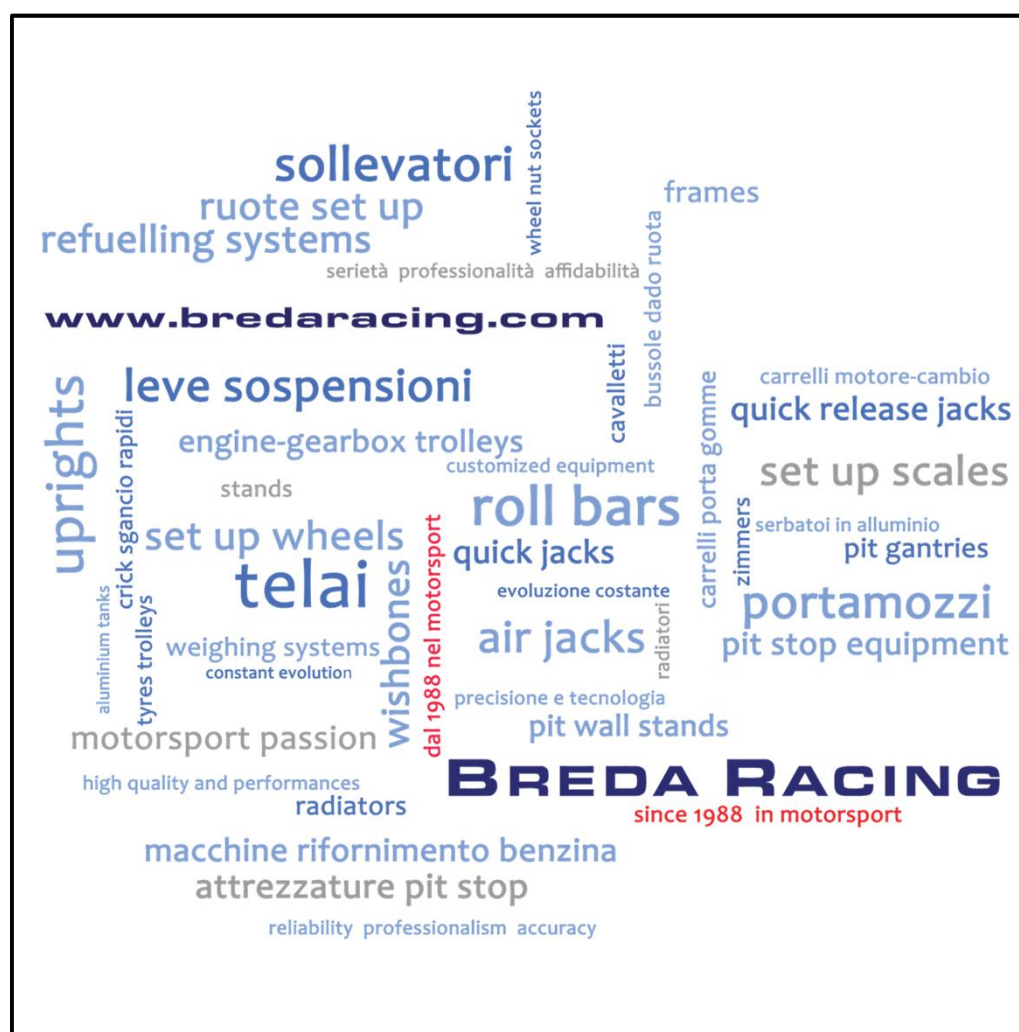 wheel nut sockets
sollevatori
frames
ruote set up
refuelling systems
serietà professionalità affidabilità
bussole dado ruota
www.bredaracing.com
cavalletti
leve sospensioni
carrelli motore-cambio
uprights
crick sgancio rapidi
quick release jacks
carrelli porta gomme
engine-gearbox trolleys
customized equipment
set up scales
stands
roll bars
set up wheels
dal 1988 nel motorsport
quick jacks
zimmers
serbatoi in alluminio
pit gantries
telai
wishbones
evoluzione costante
portamozzi
aluminium tanks
tyres trolleys
air jacks
radiatori
weighing systems
pit stop equipment
constant evolution
precisione e tecnologia
motorsport passion
pit wall stands
high quality and performances
BREDA RACING
radiators
since 1988 in motorsport
macchine rifornimento benzina
attrezzature pit stop
reliability professionalism accuracy